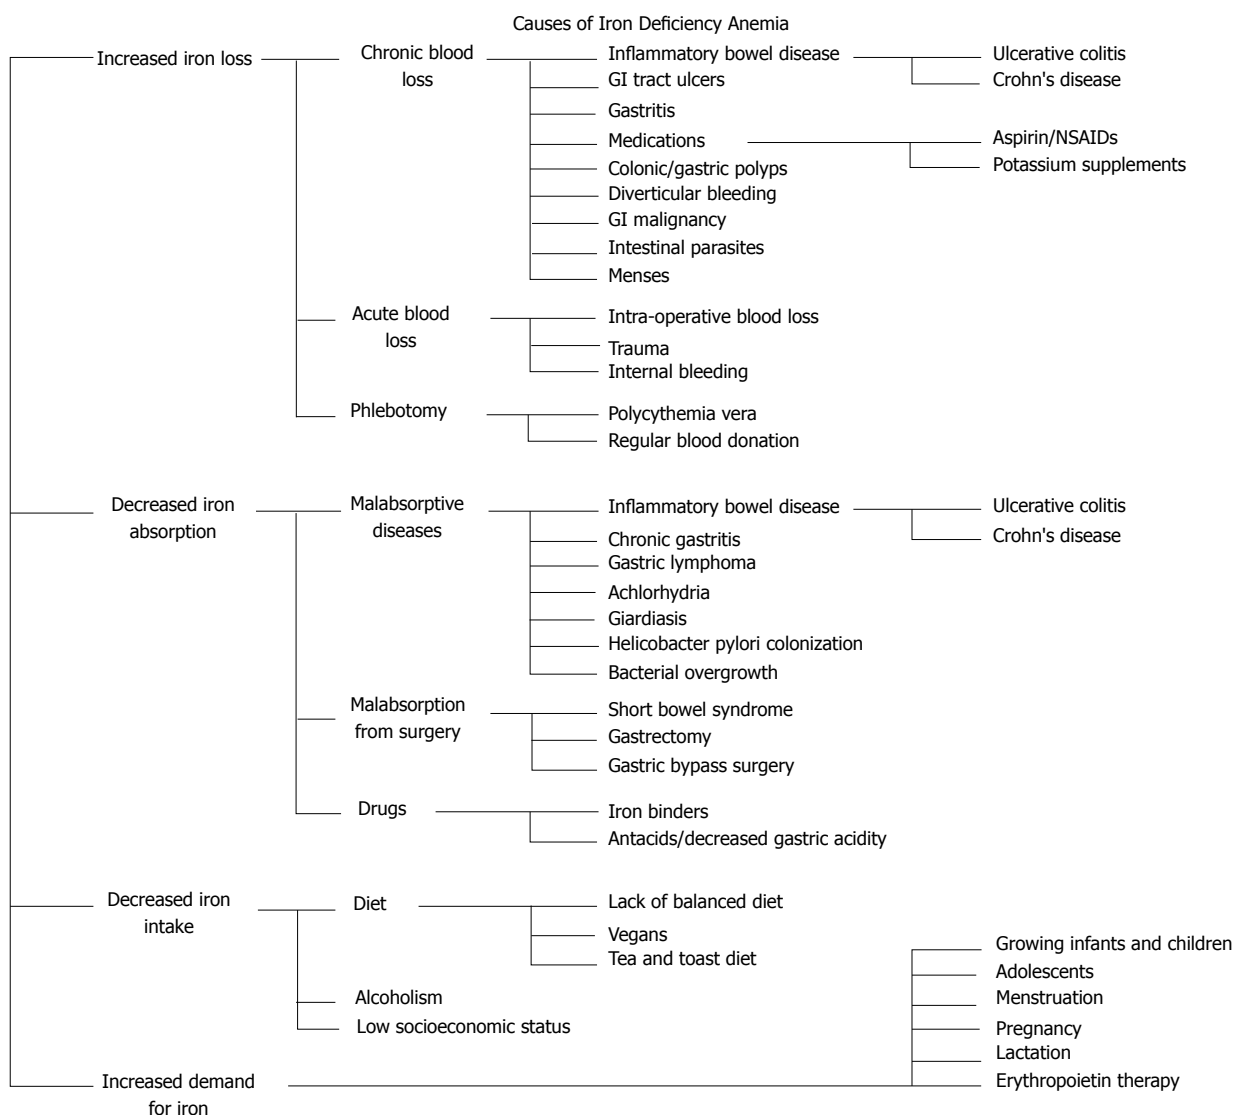 Causes of Iron Deficiency Anemia
Increased iron loss
Chronic blood
loss
Inflammatory bowel disease
Ulcerative colitis
Crohn's disease
GI tract ulcers
Gastritis
Medications
Aspirin/NSAIDs
Potassium supplements
Colonic/gastric polyps
Diverticular bleeding
GI malignancy
Intestinal parasites
Menses
Acute blood
loss
Intra-operative blood loss
Trauma
Internal bleeding
Phlebotomy
Polycythemia vera
Regular blood donation
Decreased iron
absorption
Malabsorptive
diseases
Inflammatory bowel disease
Ulcerative colitis
Crohn's disease
Chronic gastritis
Gastric lymphoma
Achlorhydria
Giardiasis
Helicobacter pylori colonization
Bacterial overgrowth
Malabsorption
from surgery
Short bowel syndrome
Gastrectomy
Gastric bypass surgery
Drugs
Iron binders
Antacids/decreased gastric acidity
Decreased iron
intake
Diet
Lack of balanced diet
Vegans
Tea and toast diet
Alcoholism
Low socioeconomic status
Increased demand
for iron
Growing infants and children
Adolescents
Menstruation
Pregnancy
Lactation
Erythropoietin therapy